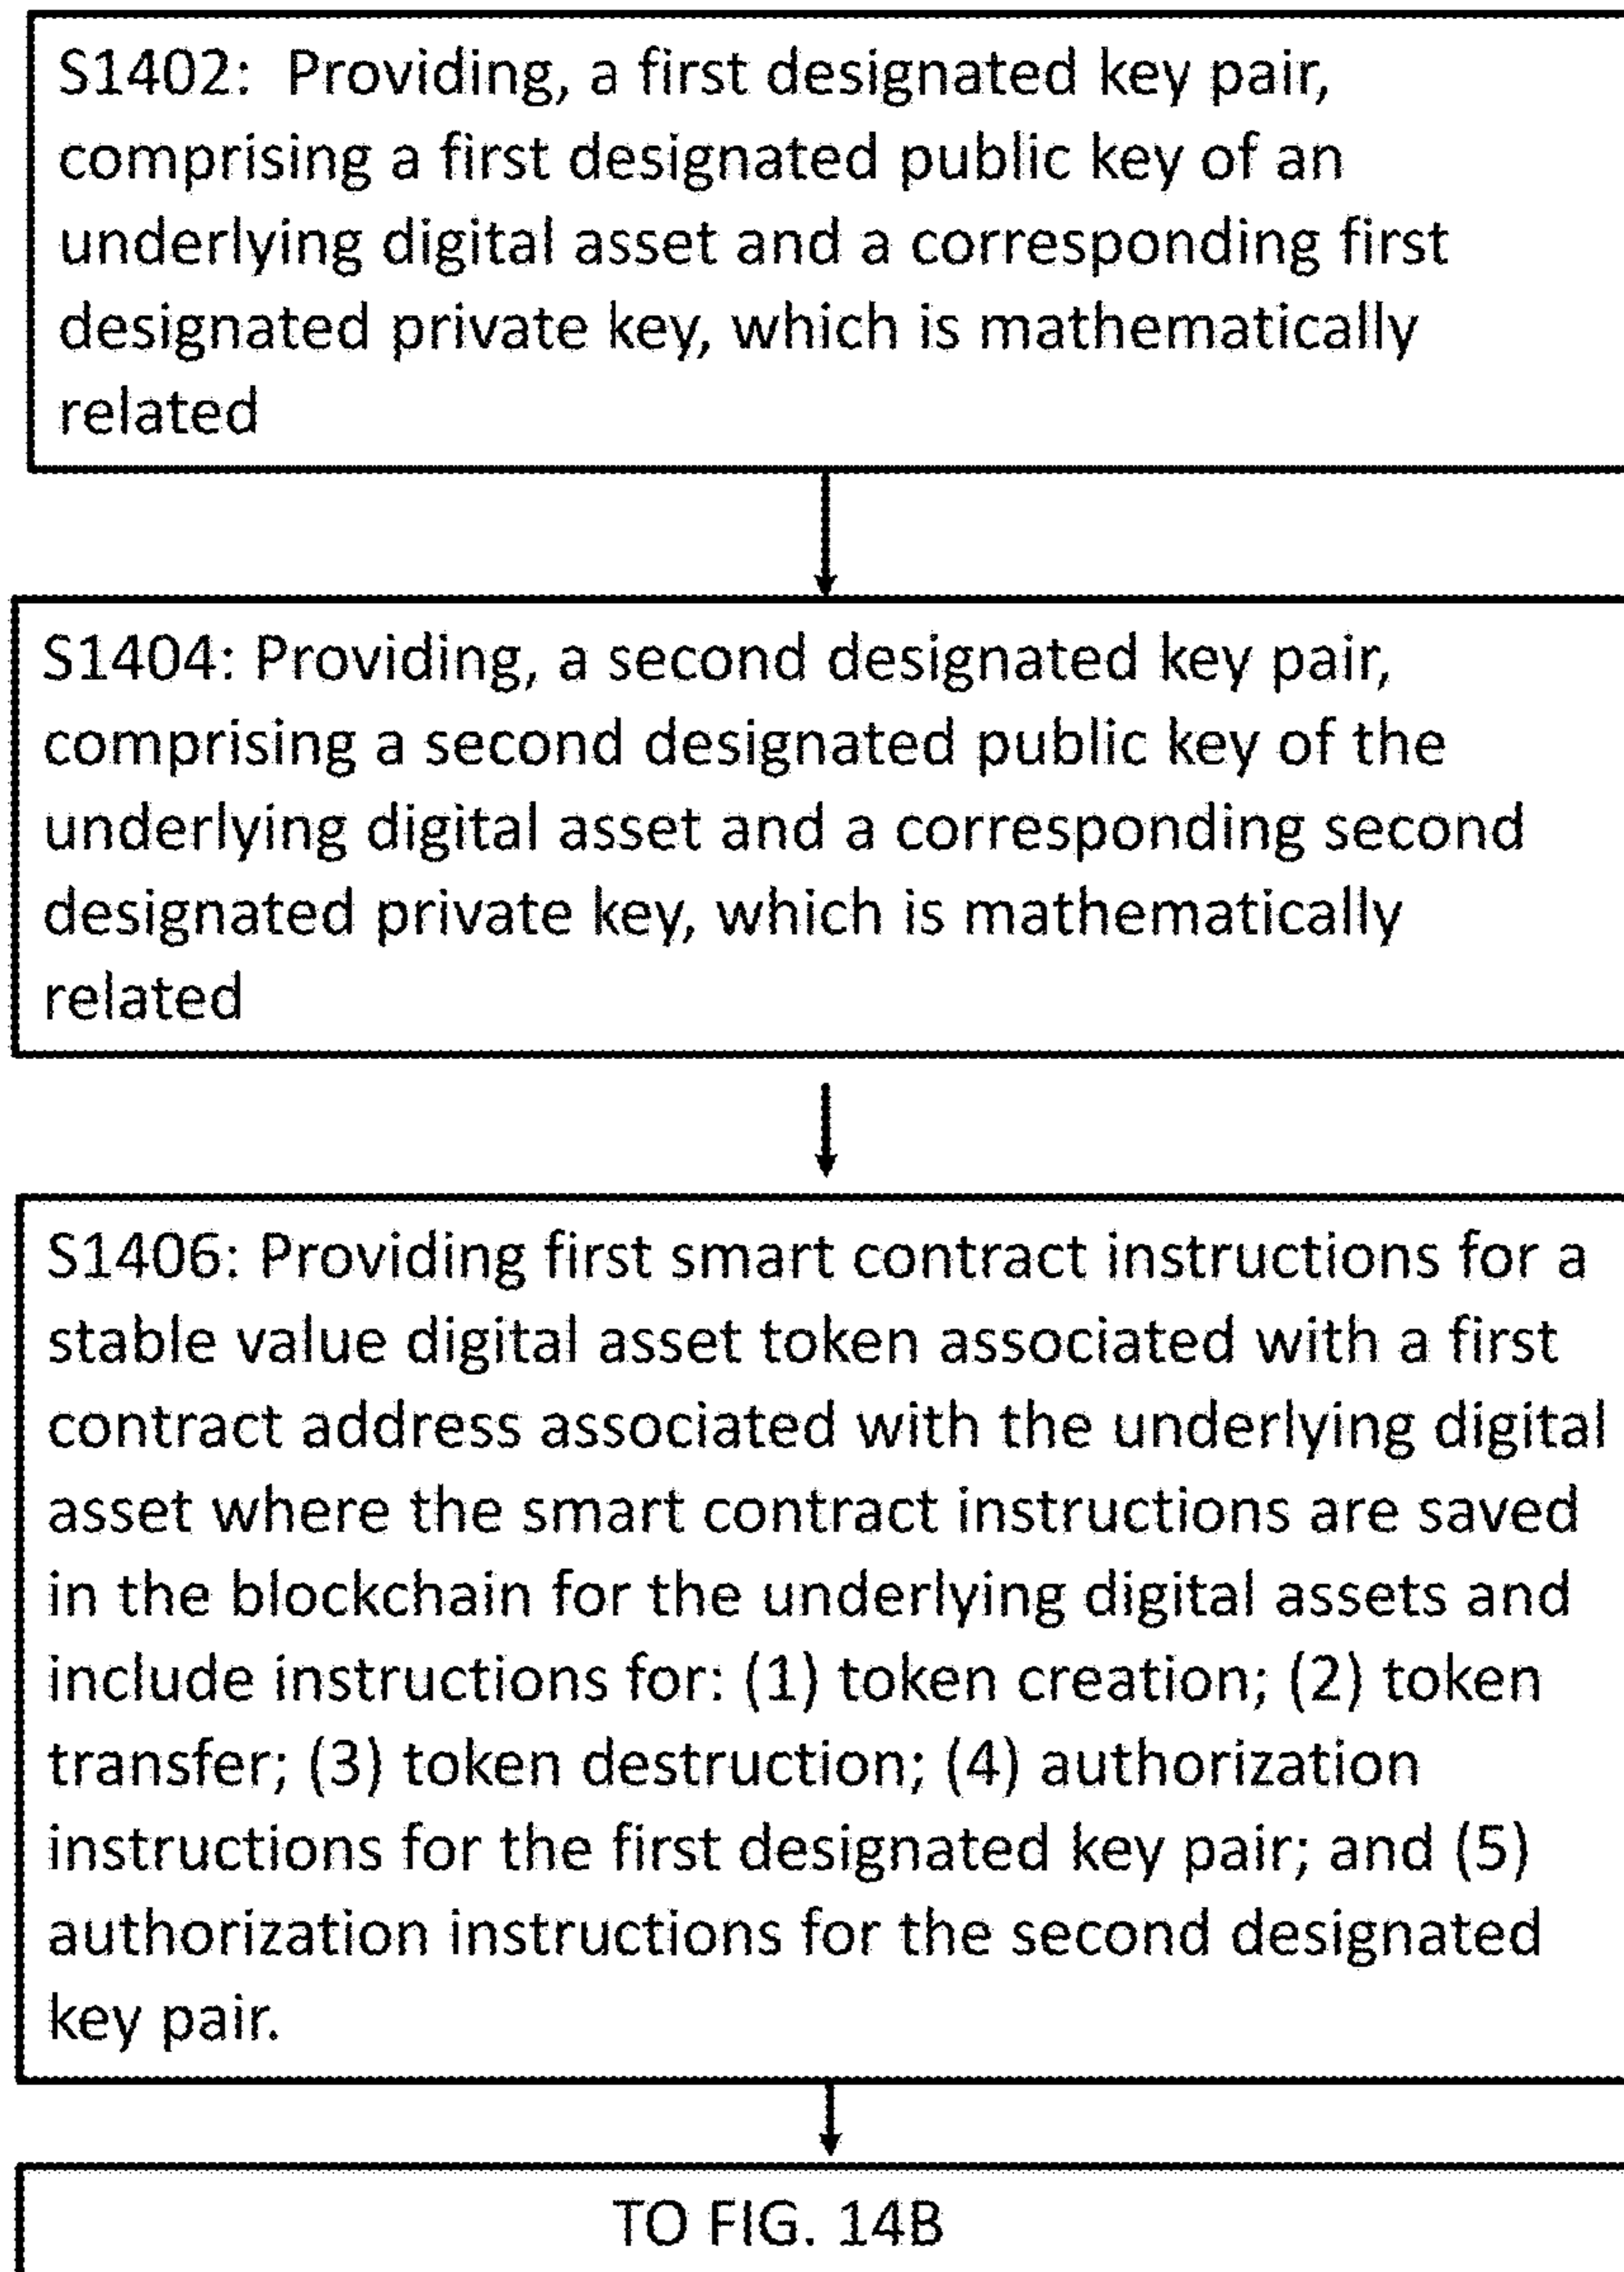 S1402: Providing, a first designated key pair,
comprising a first designated public key of an
underlying digital asset and a corresponding first
designated private key, which is mathematically
related
S1404: Providing, a second designated key pair,
comprising a second designated public key of the
underlying digital asset and a corresponding second
designated private key, which is mathematically
related
S1406: Providing first smart contract instructions for a
stable value digital asset token associated with a first
contract address associated with the underlying digital
asset where the smart contract instructions are saved
in the blockchain for the underlying digital assets and
include instructions for: (1) token creation; (2) token
transfer; (3) token destruction; (4) authorization
instructions for the first designated key pair; and (5)
authorization instructions for the second designated
key pair.
TO FIG. 14B